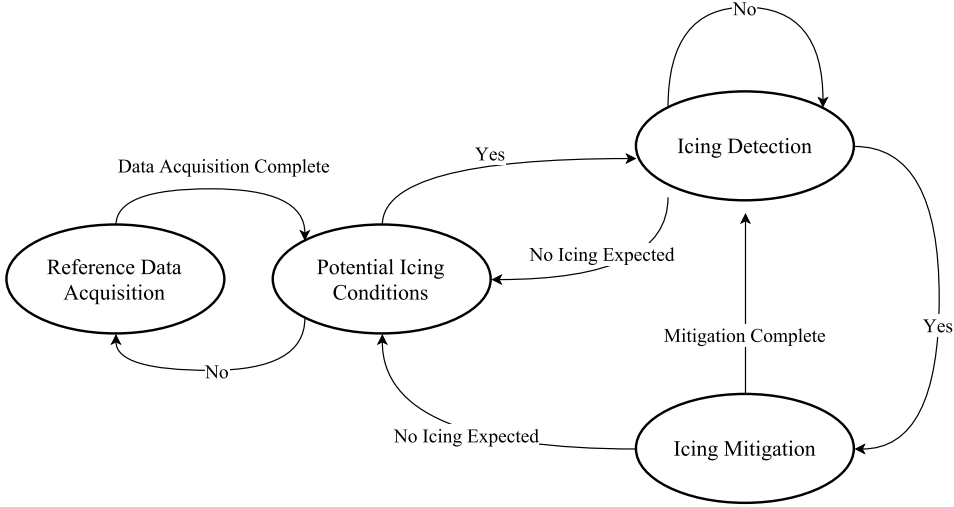 No
Icing Detection
Data Acquisition Complete
Yes
No Icing Expected
Reference Data
Acquisition
Potential Icing
Conditions
Yes
Mitigation Complete
No
No Icing Expected
Icing Mitigation